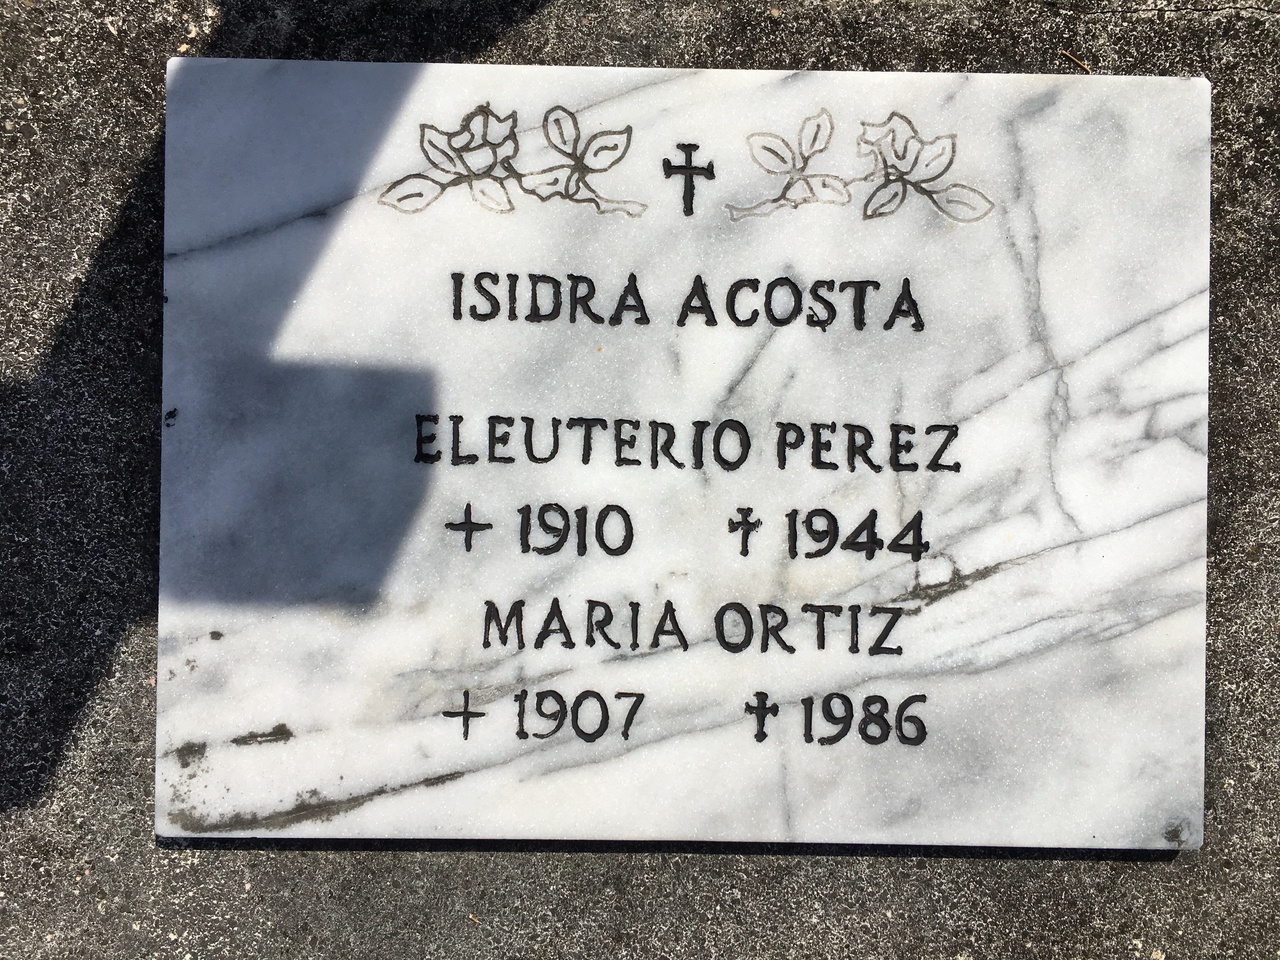 ISIDRA ACOSTA
ELEUTERIO PEREZ
+ 1910 ✝ 1944
MARIA ORTIZ
+ 1907 ✝ 1986